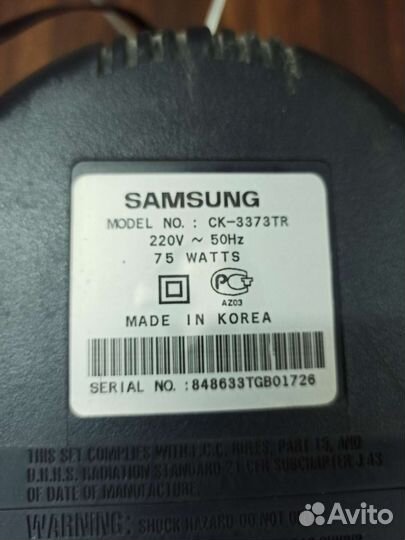 SAMSUNG
MODEL NO. : CK-3373TR
220V ~ 50Hz
75 WATTS
PC
AZ03
MADE IN KOREA
SERIAL NO. :848633TGB01726
THIS SET COMPLIES WITH F.C.C. RULES, PART 15, AND
D.H.H.S. RADIATION STANDARD 21 CFR SUBCHAPTER J.43
OF DATE OF MANUFACTURE.
WARNING: SHOCK HAZARD DO NOT
Avito